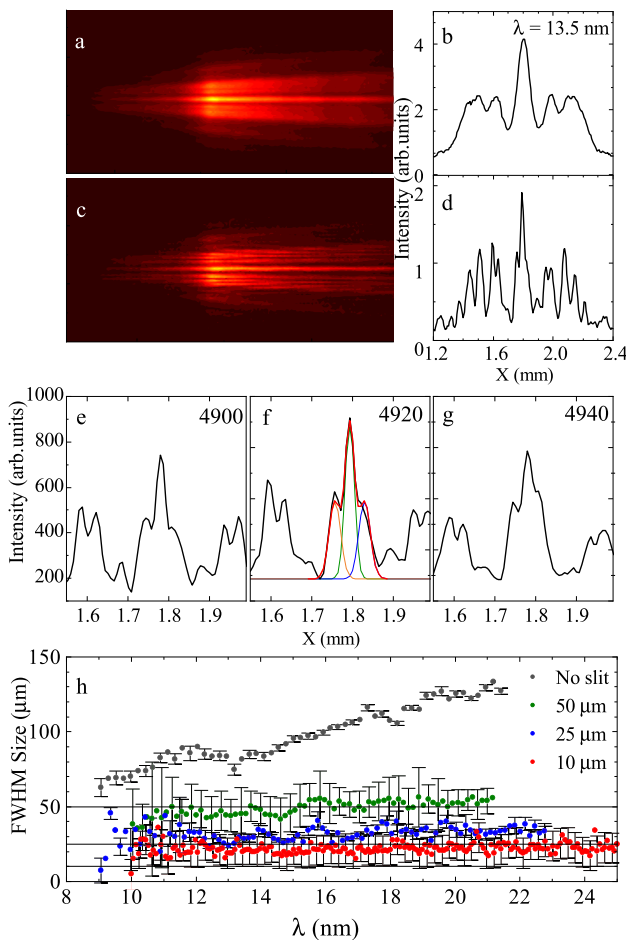 a
b
λ = 13.5 nm
4
2
0
c
d
2
1
0
Intensity (arb.units)
1.2 1.6 2.0 2.4
X (mm)
1000
800
600
400
200
Intensity (arb.units)
e 4900
f 4920
g 4940
1.6 1.7 1.8 1.9
1.6 1.7 1.8 1.9
1.6 1.7 1.8 1.9
X (mm)
h
150
100
50
0
FWHM Size (μm)
No slit
50 μm
25 μm
10 μm
8 10 12 14 16 18 20 22 24
λ (nm)